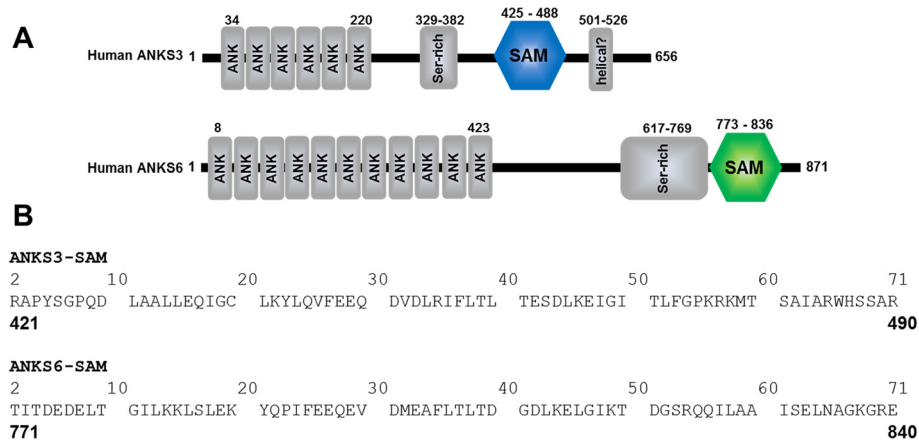 A
34 220 329-382 425 - 488 501-526
Human ANKS3 1 ANK ANK ANK ANK ANK ANK Ser-rich SAM helical? 656
8 423 617-769 773 - 836
Human ANKS6 1 ANK ANK ANK ANK ANK ANK ANK ANK ANK ANK ANK Ser-rich SAM 871
B
ANKS3-SAM
2 10 20 30 40 50 60 71
RAPYSGPQD LAALLEQIGC LKYLQVFEEQ DVDLRIFLTL TESDLKEIGI TLFGPKRKMT SAIARWHSSAR
421 490
ANKS6-SAM
2 10 20 30 40 50 60 71
TITDEDELT GILKKLSLEK YQPIFEEQEV DMEAFLTLTD GDLKELGIKT DGSRQQILAA ISELNAGKGRE
771 840